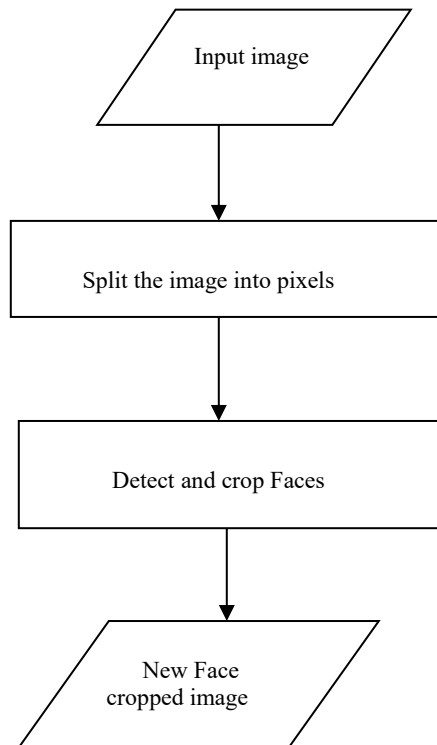 Input image
Split the image into pixels
Detect and crop Faces
New Face
cropped image